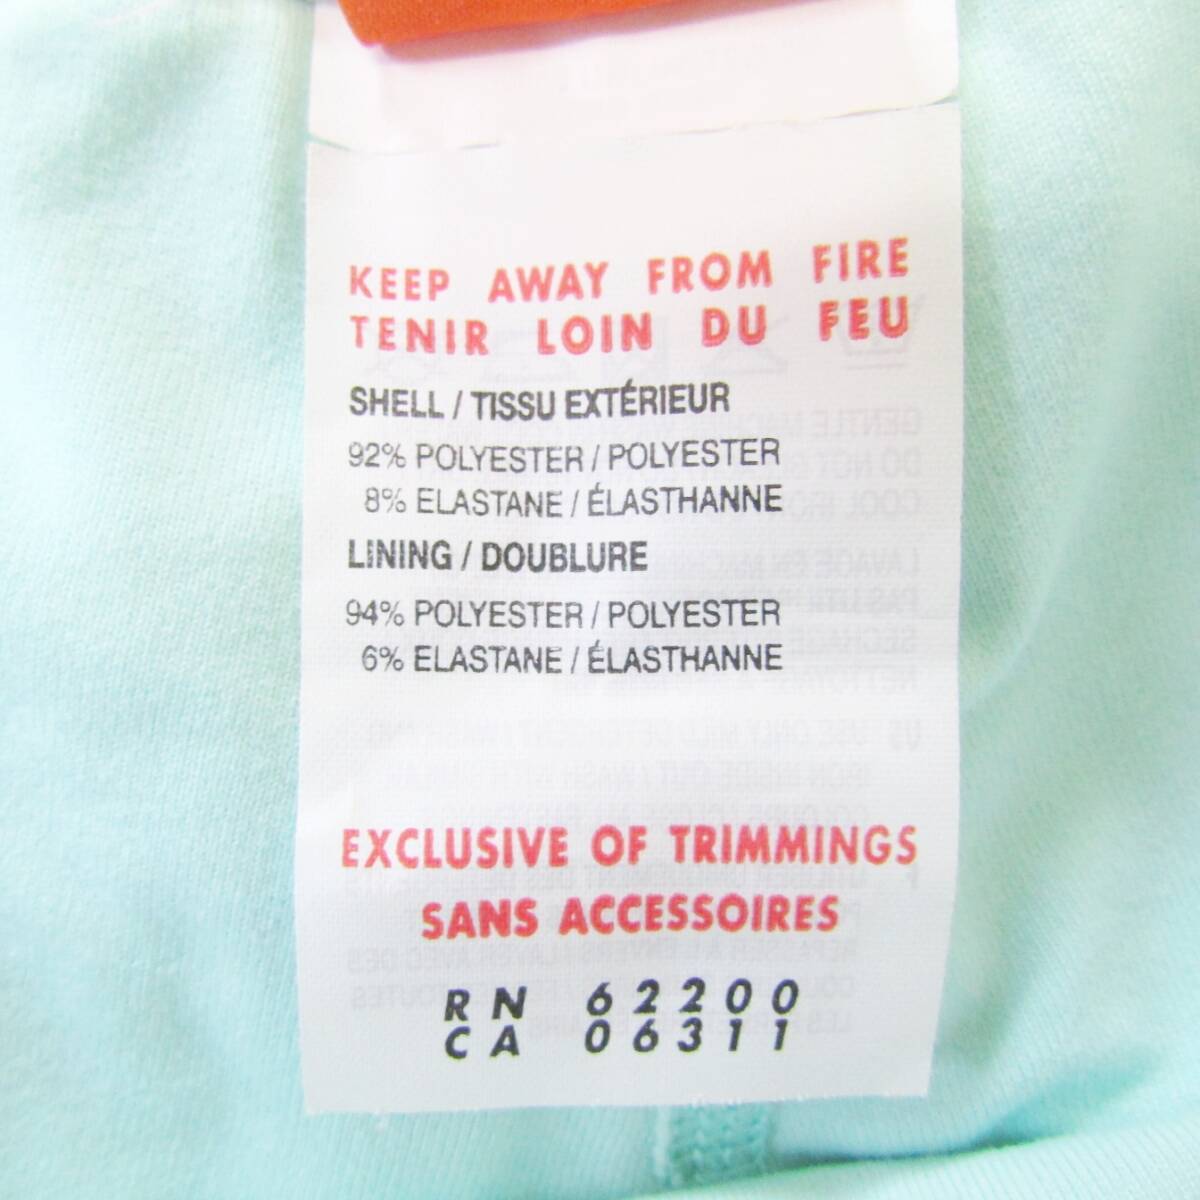 KEEP AWAY FROM FIRE
TENIR LOIN DU FEU
SHELL / TISSU EXTÉRIEUR
92% POLYESTER / POLYESTER
8% ELASTANE / ÉLASTHANNE
LINING / DOUBLURE
94% POLYESTER / POLYESTER
6% ELASTANE / ÉLASTHANNE
EXCLUSIVE OF TRIMMINGS
SANS ACCESSOIRES
RN 62200
CA 06311